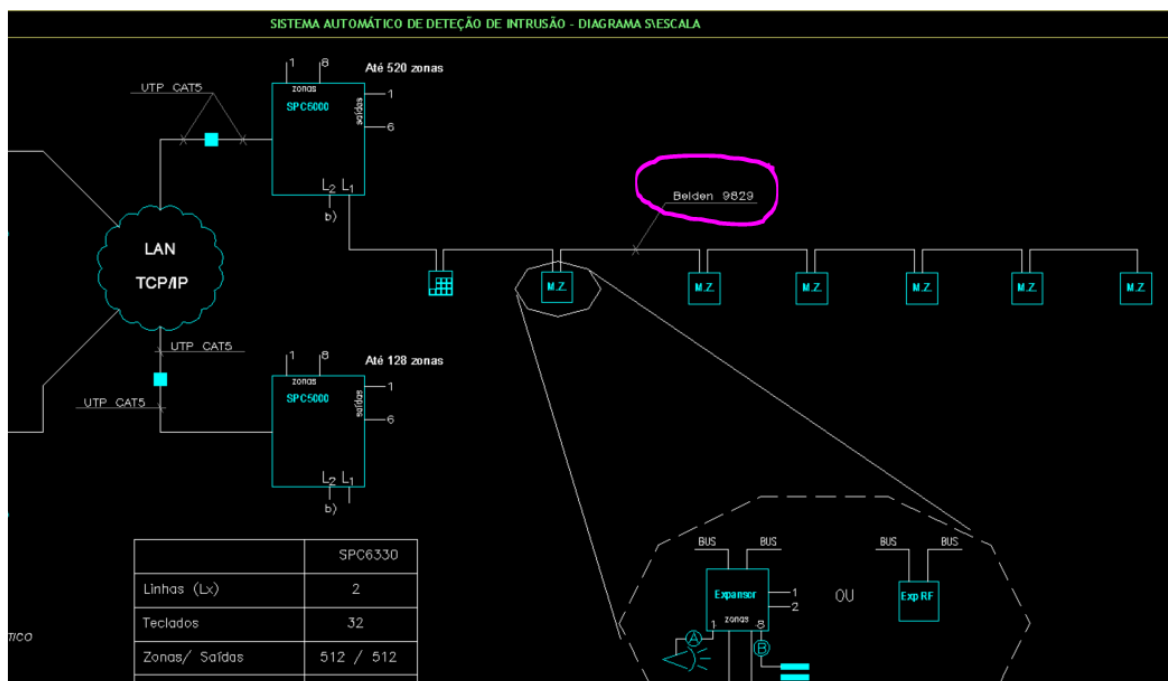 SISTEMA AUTOMÁTICO DE DETEÇÃO DE INTRUSÃO - DIAGRAMA S\ESCALA
1 8 Até 520 zonas
UTP CAT5
zonas
SPC6000
saídas
1
6
L2 L1
b)
Belden 9829
LAN
TCP/IP
M.Z. M.Z. M.Z. M.Z. M.Z. M.Z.
UTP CAT5
1 8 Até 128 zonas
zonas
SPC5000
saídas
1
6
UTP CAT5
L2 L1
b)
SPC6330
Linhas (Lx) 2
Teclados 32
Zonas/ Saídas 512 / 512
BUS BUS BUS BUS
Expansor
1
2
OU
Exp RF
1 zonas 8
A
B